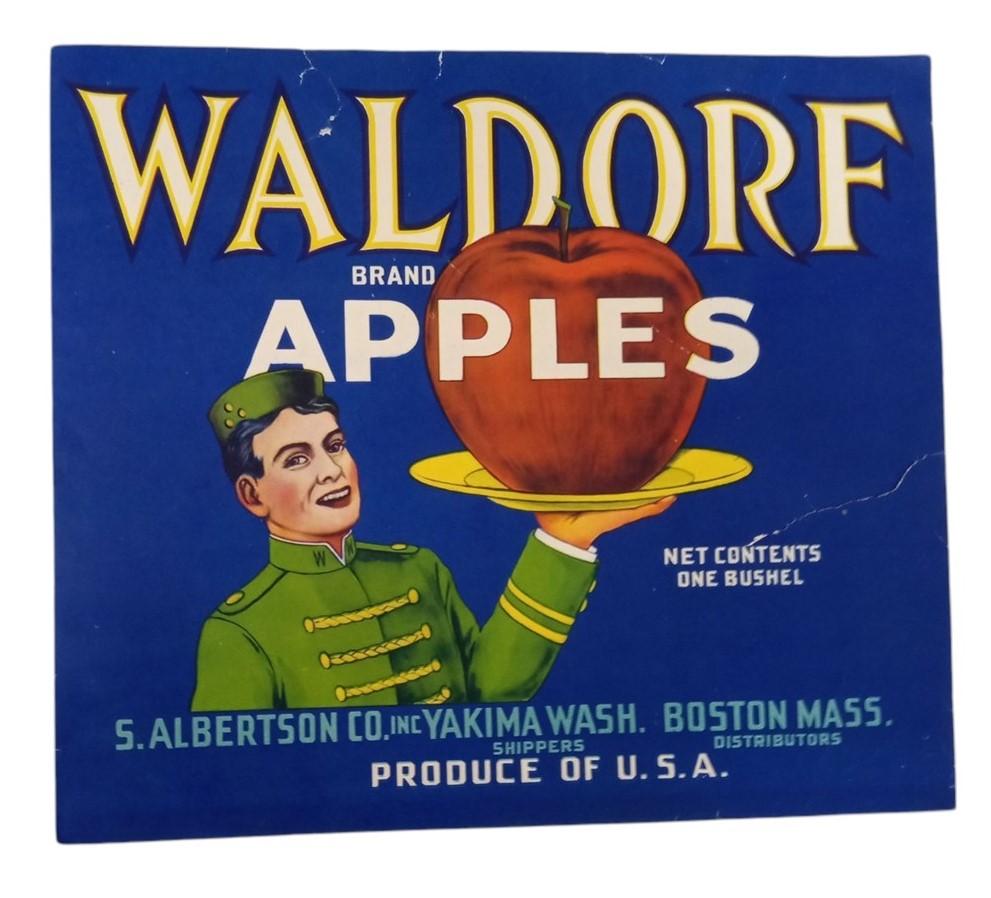 WALDORF
BRAND
APPLES
W W
NET CONTENTS
ONE BUSHEL
S. ALBERTSON CO. INC YAKIMA WASH. BOSTON MASS.
SHIPPERS DISTRIBUTORS
PRODUCE OF U.S.A.